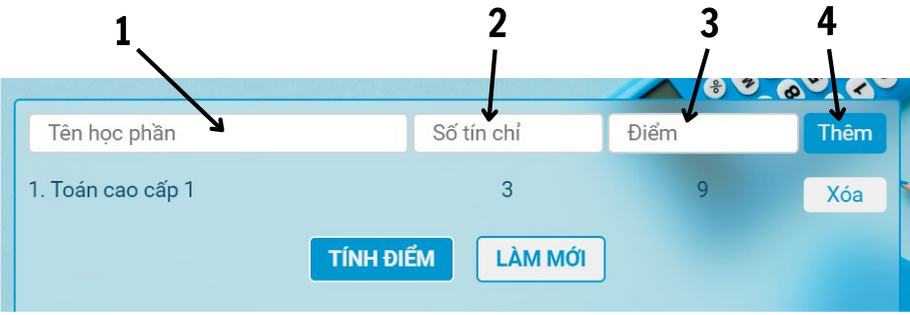 1 2 3 4
Tên học phần Số tín chỉ Điểm Thêm
1. Toán cao cấp 1 3 9 Xóa
TÍNH ĐIỂM LÀM MỚI